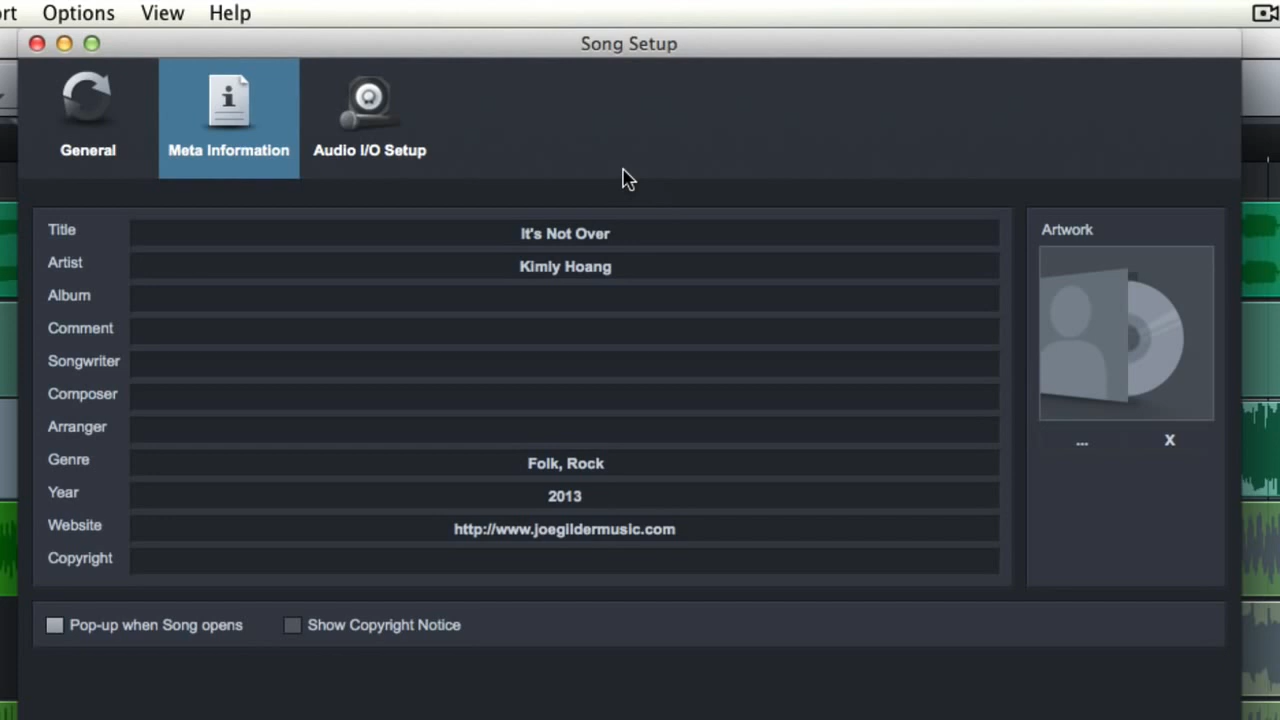 Options View Help
Song Setup
General Meta Information Audio I/O Setup
Title It's Not Over
Artist Kimly Hoang
Album
Comment
Songwriter
Composer
Arranger
Genre Folk, Rock
Year 2013
Website http://www.joegildermusic.com
Copyright
Artwork
... X
Pop-up when Song opens Show Copyright Notice